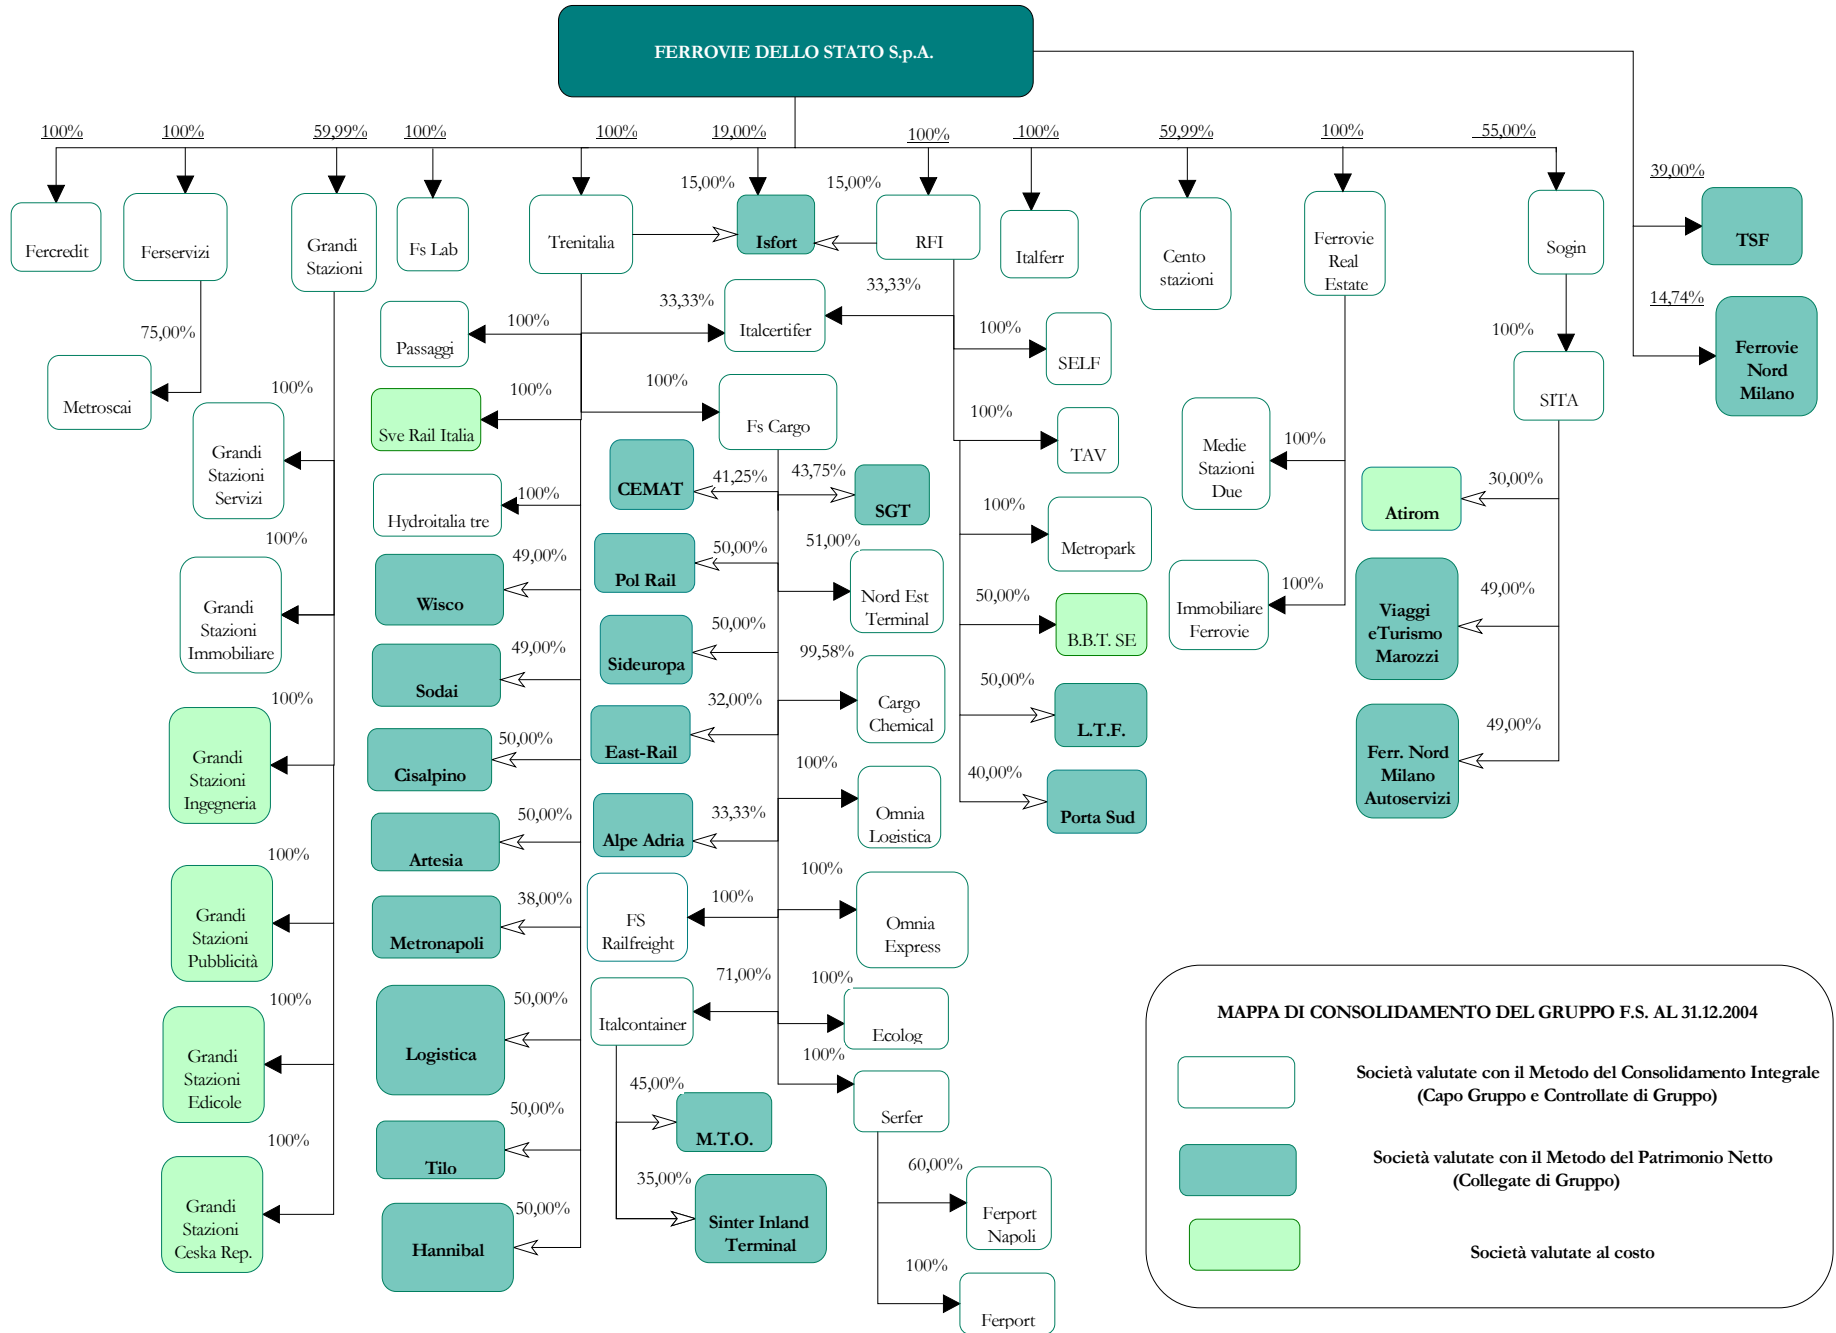 FERROVIE DELLO STATO S.p.A.
100%
100%
59,99%
100%
100%
19,00%
100%
100%
59,99%
100%
55,00%
39,00%
TSF
14,74%
Ferrovie
Nord
Milano
Fercredit
Ferservizi
Grandi
Stazioni
Fs Lab
Trenitalia
15,00%
Isfort
15,00%
RFI
Italferr
Cento
stazioni
Ferrovie
Real
Estate
Sogin
75,00%
Metroscai
100%
Grandi
Stazioni
Servizi
100%
Grandi
Stazioni
Immobiliare
100%
Grandi
Stazioni
Ingegneria
100%
Grandi
Stazioni
Pubblicità
100%
Grandi
Stazioni
Edicole
100%
Grandi
Stazioni
Ceska Rep.
Passaggi
100%
Sve Rail Italia
100%
Hydroitalia tre
100%
Wisco
49,00%
Sodai
49,00%
Cisalpino
50,00%
Artesia
50,00%
Metronapoli
38,00%
Logistica
50,00%
Tilo
50,00%
Hannibal
50,00%
33,33%
Italcertifer
33,33%
100%
Fs Cargo
CEMAT
41,25%
43,75%
SGT
Pol Rail
50,00%
51,00%
Nord Est
Terminal
Sideuropa
50,00%
99,58%
Cargo
Chemical
East-Rail
32,00%
100%
Omnia
Logistica
Alpe Adria
33,33%
100%
Omnia
Express
FS
Railfreight
100%
Italcontainer
71,00%
100%
Ecolog
100%
Serfer
45,00%
M.T.O.
35,00%
Sinter Inland
Terminal
60,00%
Ferport
Napoli
100%
Ferport
100%
SELF
100%
TAV
100%
Metropark
50,00%
B.B.T. SE
50,00%
L.T.F.
40,00%
Porta Sud
Medie
Stazioni
Due
100%
Immobiliare
Ferrovie
100%
100%
SITA
Atirom
30,00%
Viaggi
eTurismo
Marozzi
49,00%
Ferr. Nord
Milano
Autoservizi
49,00%
MAPPA DI CONSOLIDAMENTO DEL GRUPPO F.S. AL 31.12.2004
Società valutate con il Metodo del Consolidamento Integrale
(Capo Gruppo e Controllate di Gruppo)
Società valutate con il Metodo del Patrimonio Netto
(Collegate di Gruppo)
Società valutate al costo